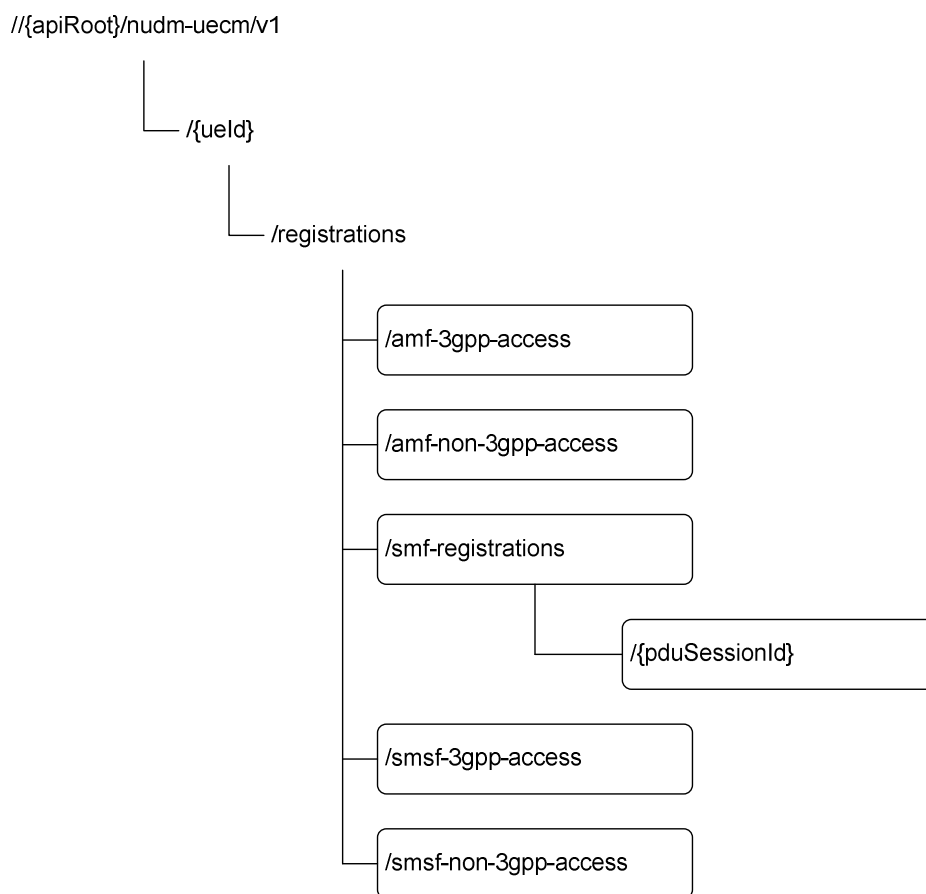 //{apiRoot}/nudm-uecm/v1
/{ueId}
/registrations
/amf-3gpp-access
/amf-non-3gpp-access
/smf-registrations
/{pduSessionId}
/smsf-3gpp-access
/smsf-non-3gpp-access